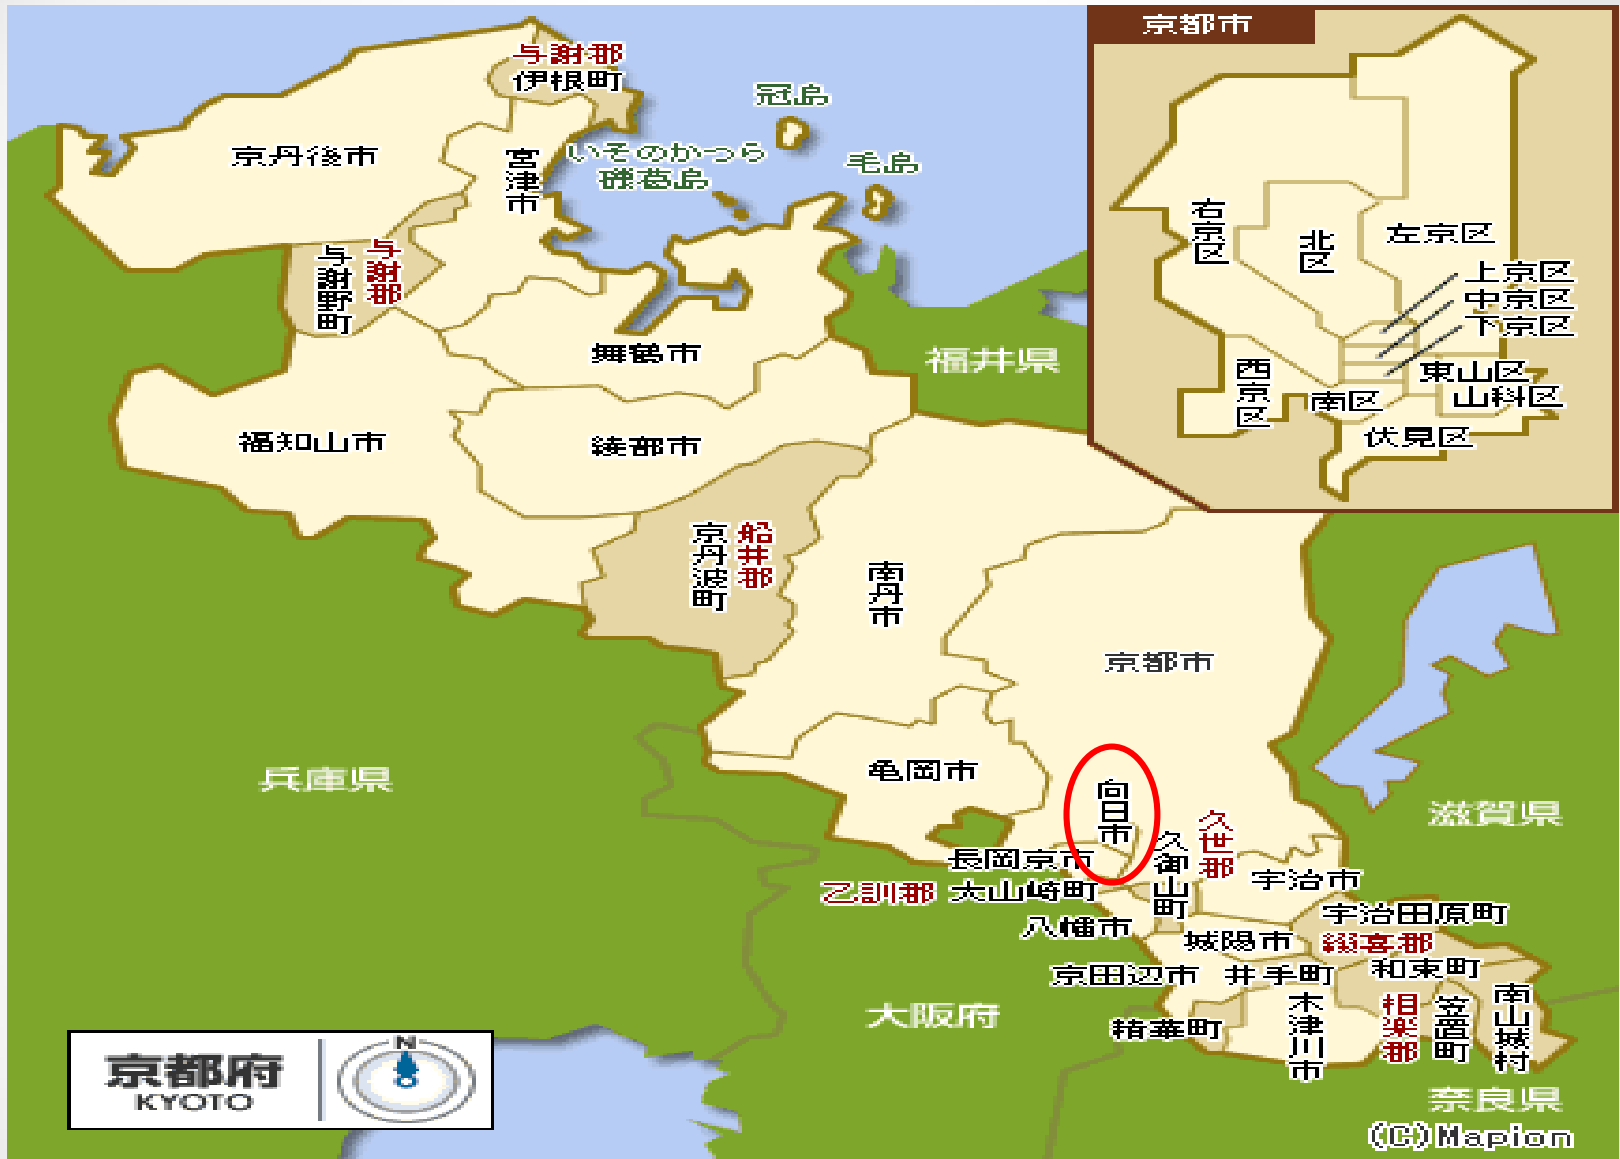 京都市
与謝郡
伊根町
冠島
京丹後市
宮津市
いそのかつら
磯葛島
毛島
右京区
北区
左京区
上京区
中京区
下京区
与謝野町
与謝郡
舞鶴市
福井県
西京区
東山区
山科区
南区
伏見区
福知山市
綾部市
京丹波町
船井郡
南丹市
京都市
亀岡市
兵庫県
向日市
滋賀県
久世郡
久御山町
長岡京市
宇治市
乙訓郡
大山崎町
宇治田原町
八幡市
城陽市
綴喜郡
京田辺市
井手町
和束町
大阪府
精華町
木津川市
相楽郡
笠置町
南山城村
京都府
KYOTO
N
奈良県
(C)Mapion